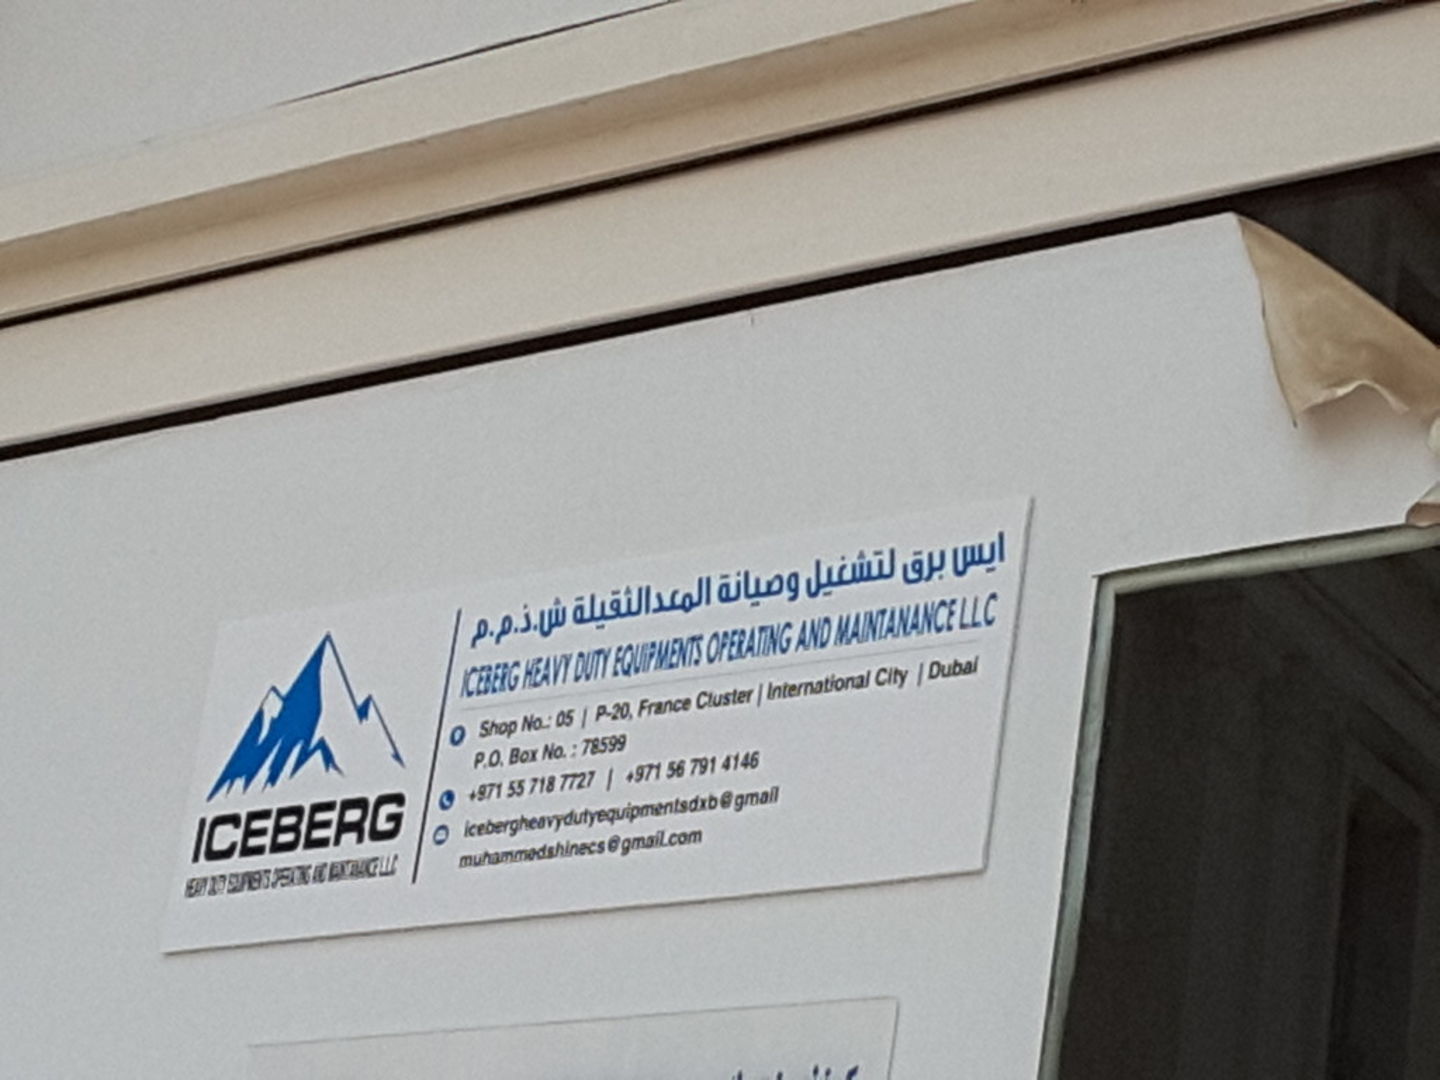 ايس برق لتشغيل وصيانة المعدالثقيلة ش.ذ.م.م
ICEBERG HEAVY DUTY EQUIPMENTS OPERATING AND MAINTANANCE LLC
Shop No.: 05 | P-20, France Cluster | International City | Dubai
P.O. Box No. : 78599
+971 55 718 7727 | +971 56 791 4146
icebergheavydutyequipmentsdxb@gmail
muhammedshinecs@gmail.com
ICEBERG
HEAVY DUTY EQUIPMENTS OPERATING AND MAINTANANCE LLC